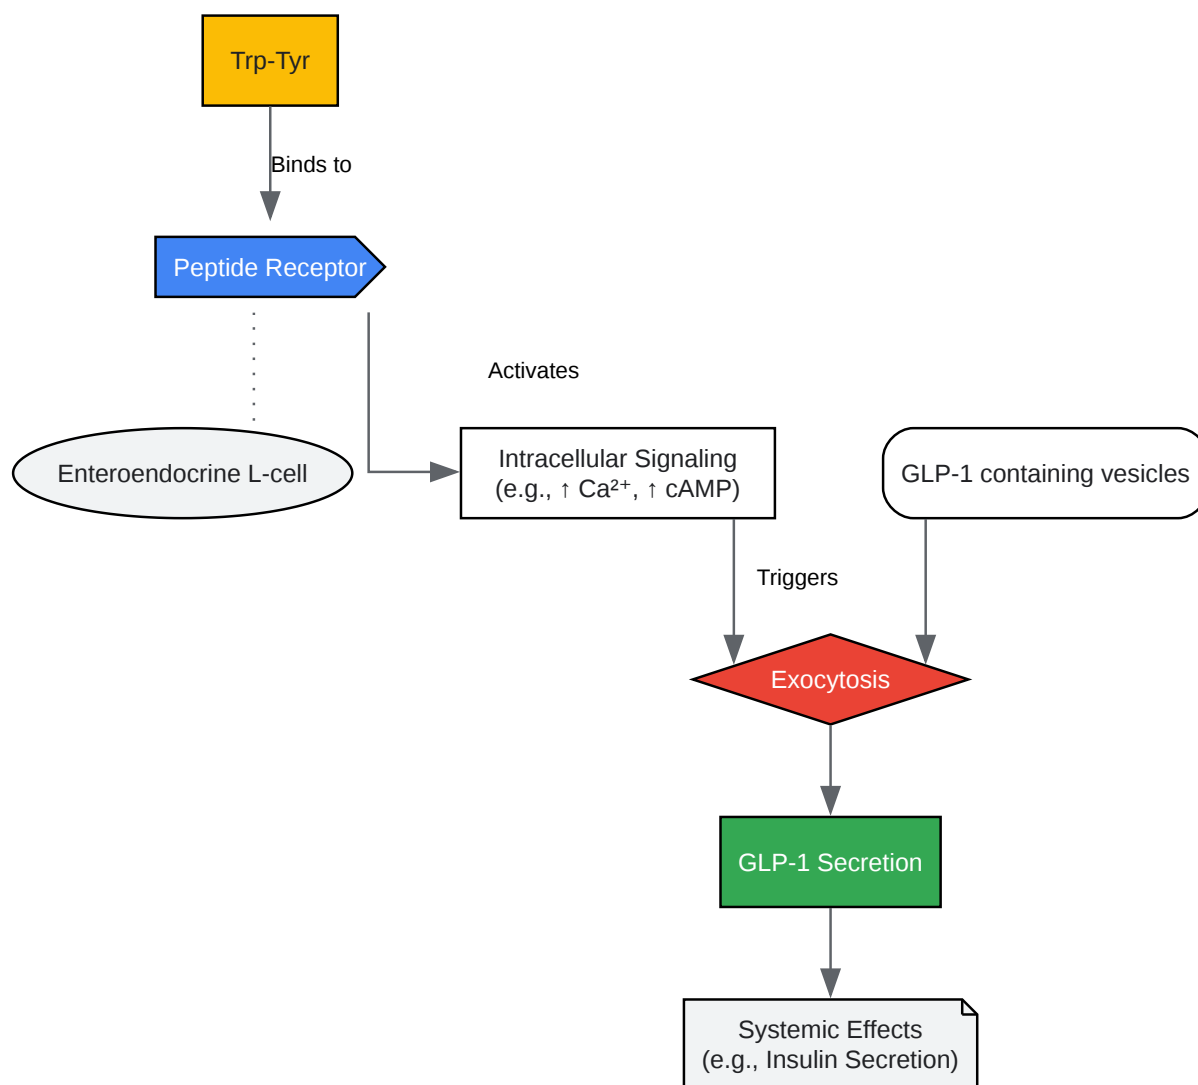 Trp-Tyr
Binds to
Peptide Receptor
Activates
Enteroendocrine L-cell
Intracellular Signaling
(e.g., ↑ Ca²⁺, ↑ cAMP)
GLP-1 containing vesicles
Triggers
Exocytosis
GLP-1 Secretion
Systemic Effects
(e.g., Insulin Secretion)